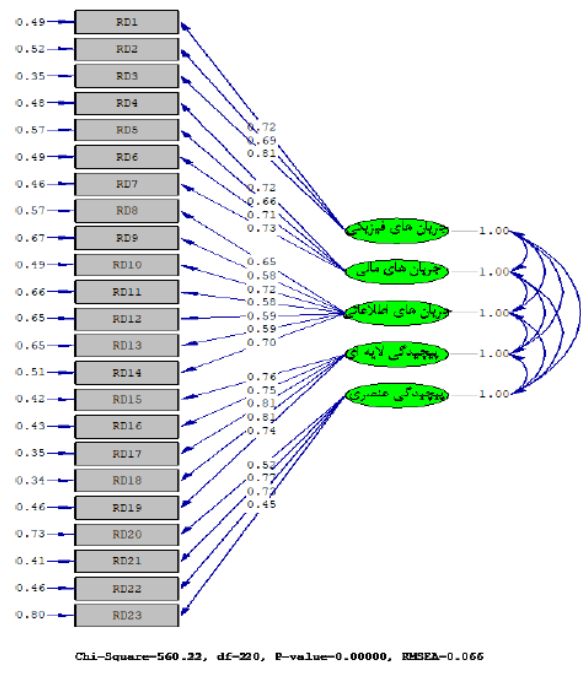 0.49 RD1
0.52 RD2
0.35 RD3
0.48 RD4
0.57 RD5
0.49 RD6
0.46 RD7
0.57 RD8
0.67 RD9
0.49 RD10
0.66 RD11
0.65 RD12
0.65 RD13
0.51 RD14
0.42 RD15
0.43 RD16
0.35 RD17
0.34 RD18
0.46 RD19
0.73 RD20
0.41 RD21
0.46 RD22
0.80 RD23
0.72
0.69
0.81
0.72
0.66
0.71
0.73
0.65
0.58
0.72
0.58
0.59
0.59
0.70
0.76
0.75
0.81
0.81
0.74
0.52
0.77
0.73
0.45
جریان های فیزیکی 1.00
جریان های مالی 1.00
جریان های اطلاعاتی 1.00
پیچیدگی لایه ای 1.00
پیچیدگی عنصری 1.00
Chi-Square=560.22, df=220, P-value=0.00000, RMSEA=0.066